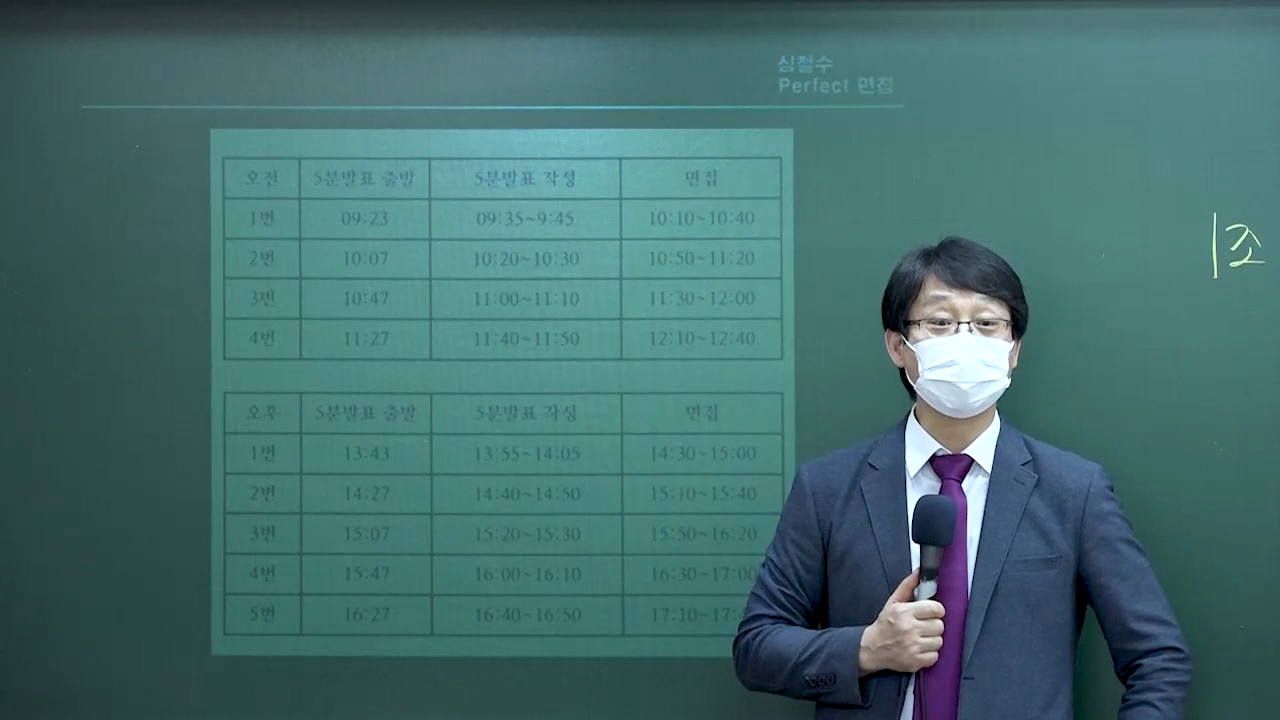 심철수
Perfect 면접
오전 5분발표 출발 5분발표 작성 면접
1번 09:23 09:35~9:45 10:10~10:40
2번 10:07 10:20~10:30 10:50~11:20
3번 10:47 11:00~11:10 11:30~12:00
4번 11:27 11:40~11:50 12:10~12:40
오후 5분발표 출발 5분발표 작성 면접
1번 13:43 13:55~14:05 14:30~15:00
2번 14:27 14:40~14:50 15:10~15:40
3번 15:07 15:20~15:30 15:50~16:20
4번 15:47 16:00~16:10 16:30~17:00
5번 16:27 16:40~16:50
1조